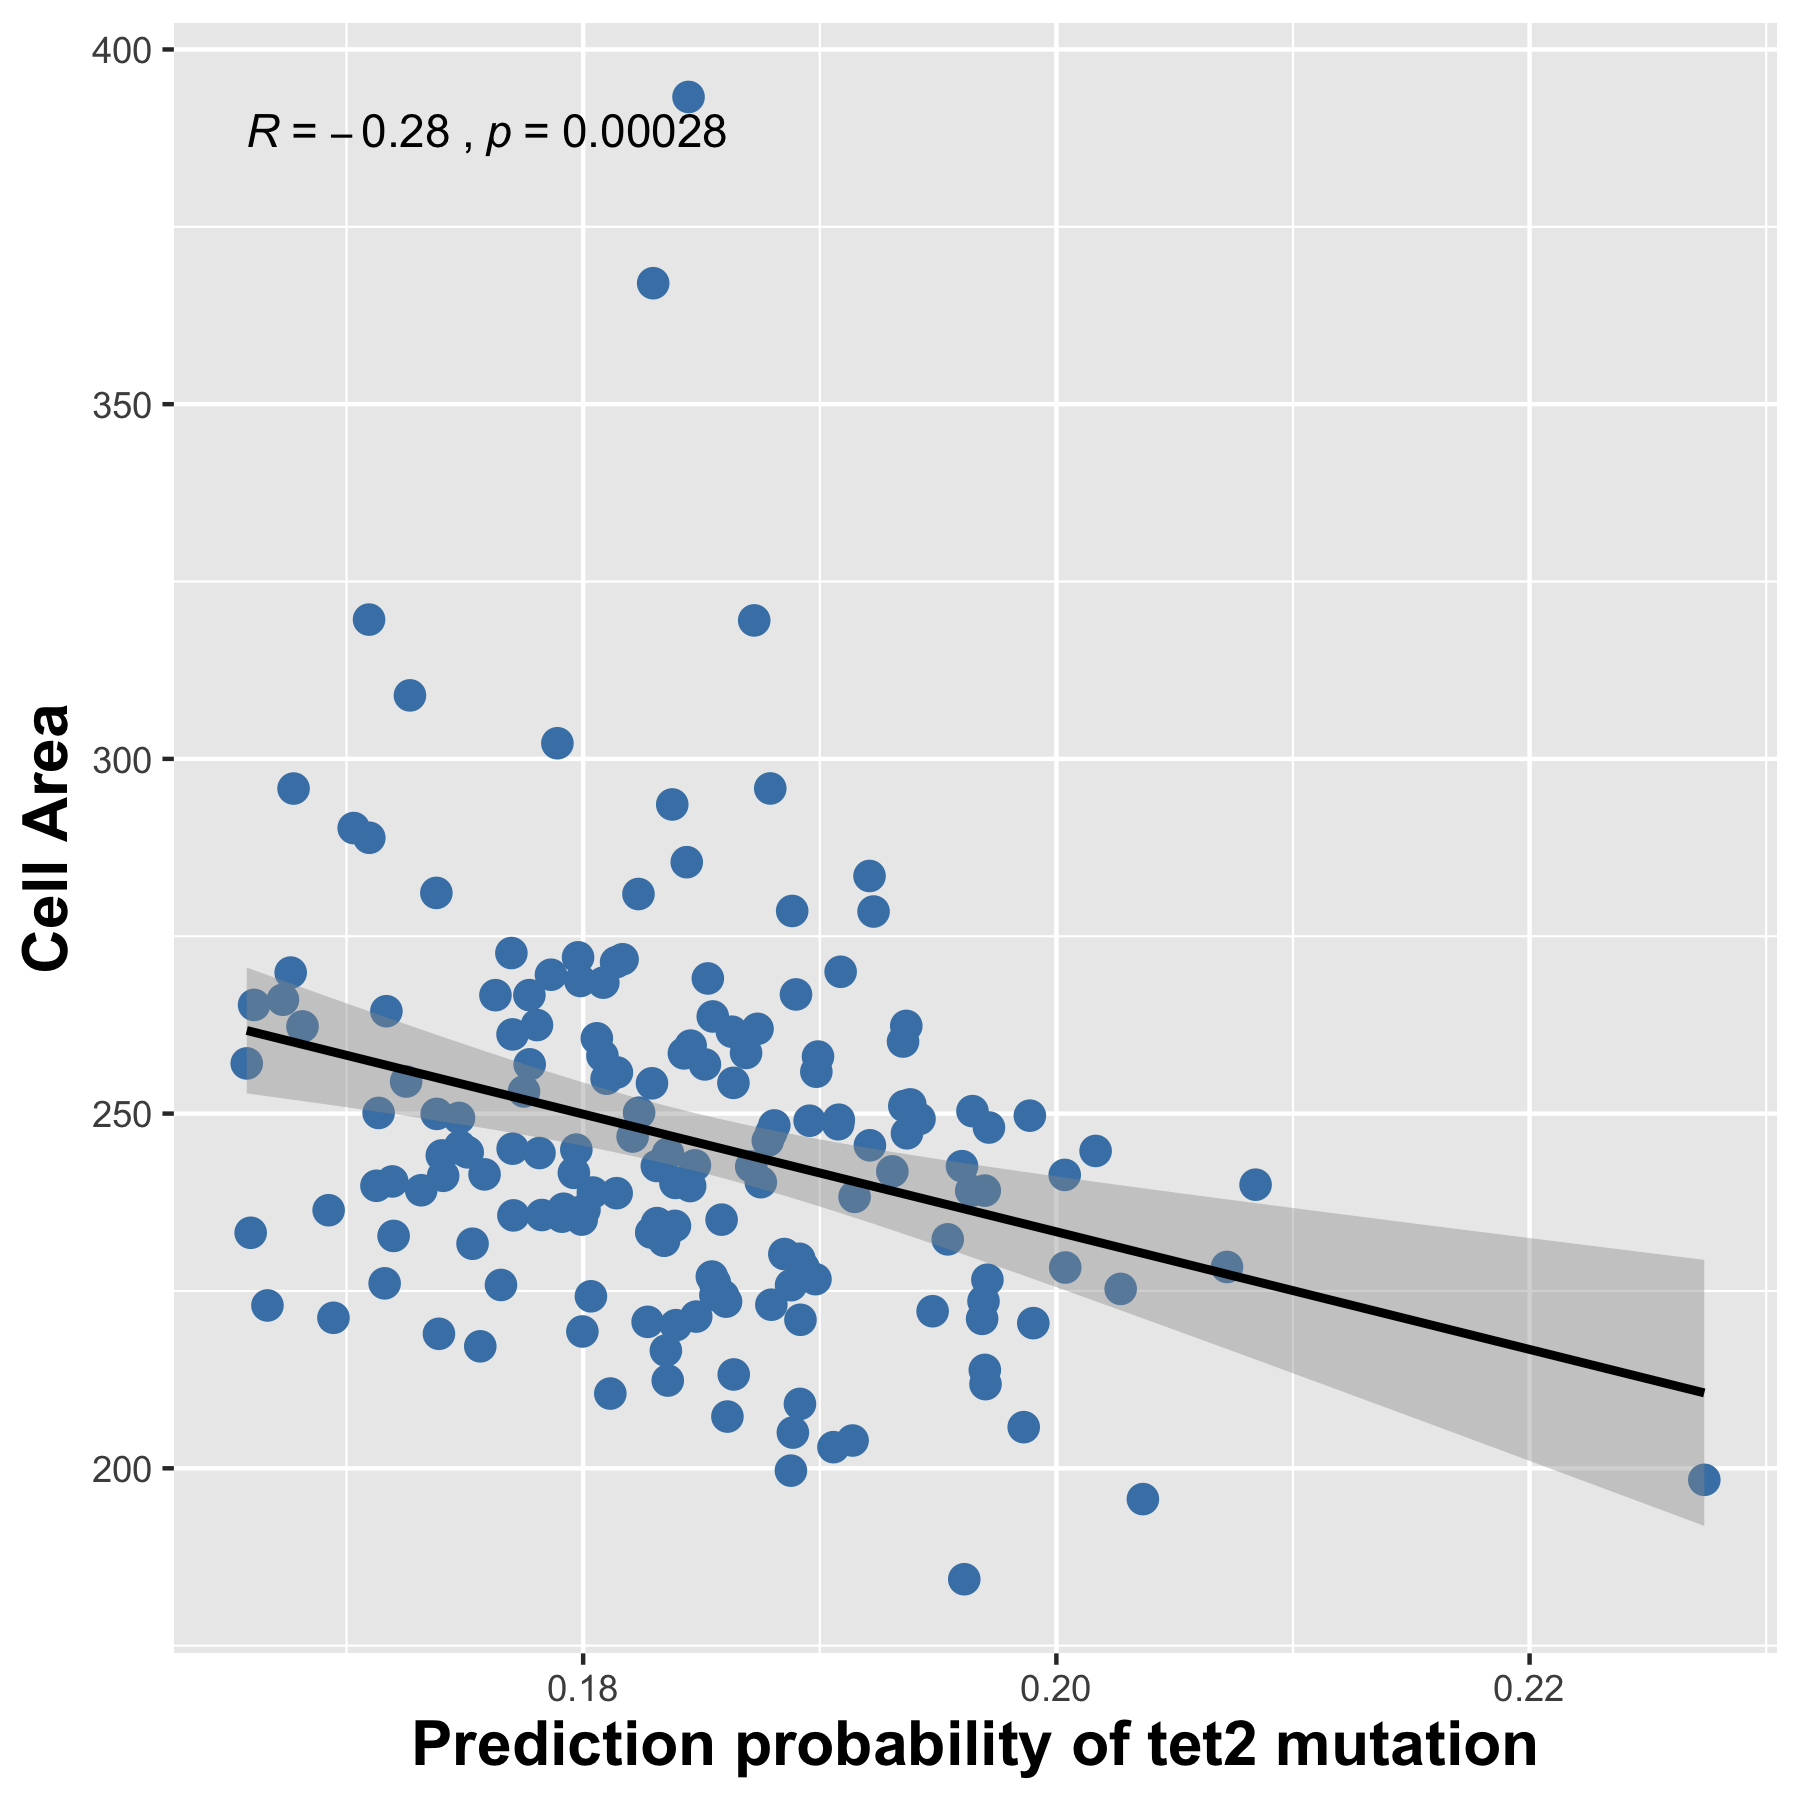 400
R = − 0.28 , p = 0.00028
350
300
250
200
Cell Area
0.18 0.20 0.22
Prediction probability of tet2 mutation